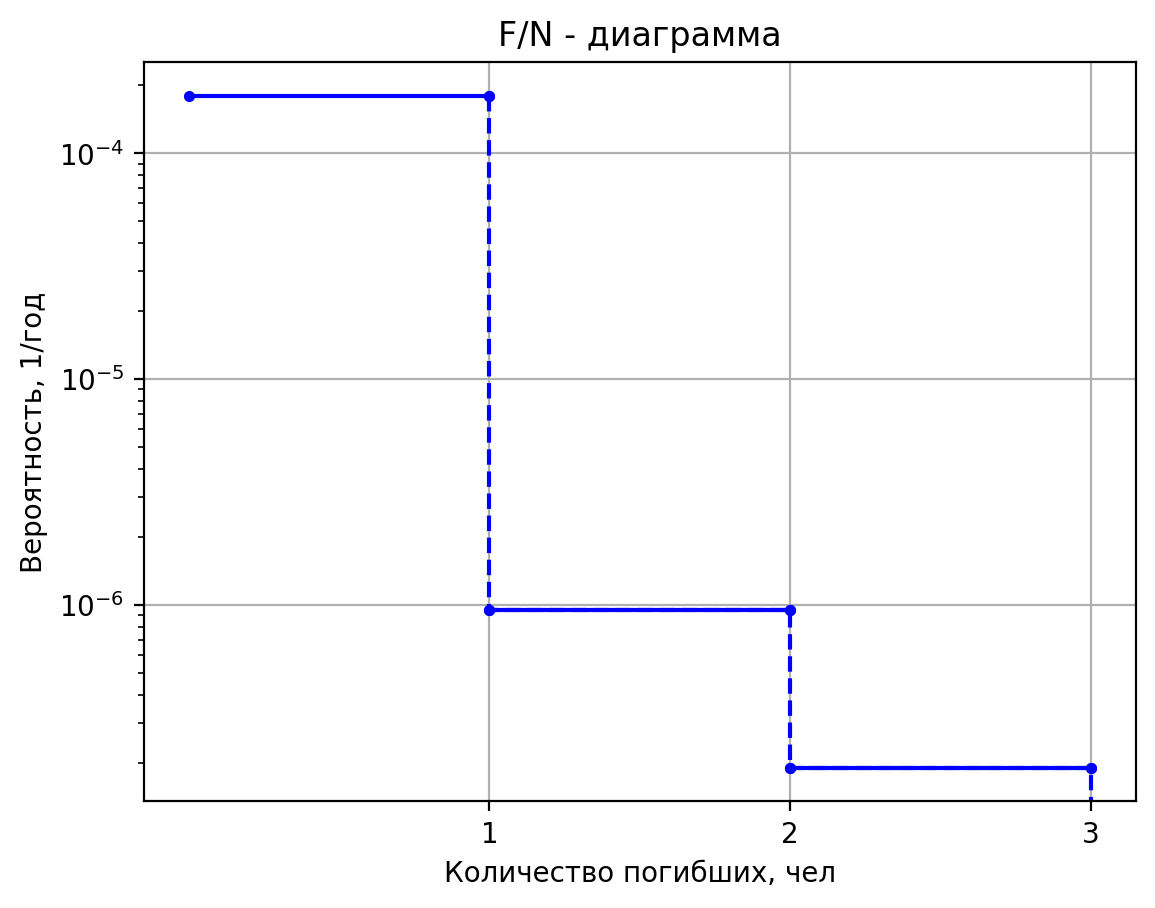 F/N - диаграмма
10⁻⁴
10⁻⁵
10⁻⁶
Вероятность, 1/год
1 2 3
Количество погибших, чел